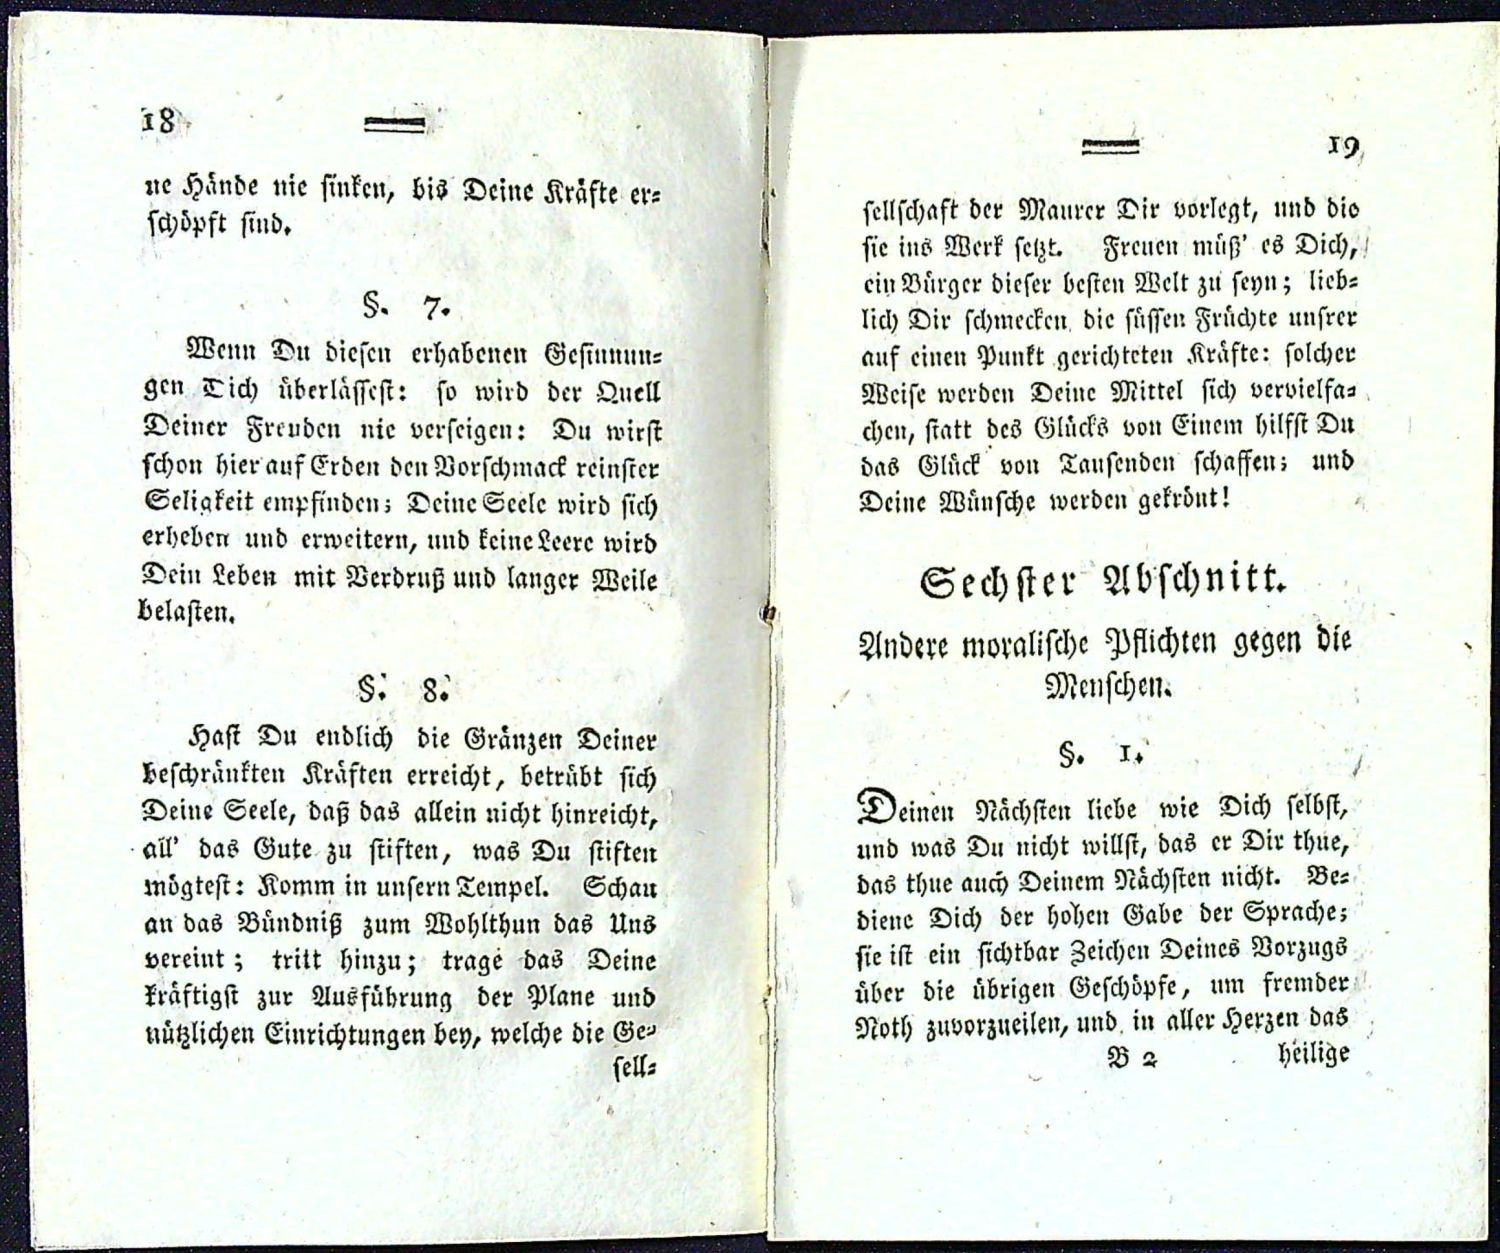 18
ne Hände nie sinken, bis Deine Kräfte er=
schöpft sind.
§. 7.
Wenn Du diesen erhabenen Gesinnun=
gen Dich überlässest: so wird der Quell
Deiner Freuden nie verseigen: Du wirst
schon hier auf Erden den Vorschmack reinster
Seligkeit empfinden; Deine Seele wird sich
erheben und erweitern, und keine Leere wird
Dein Leben mit Verdruß und langer Weile
belasten.
§. 8.
Hast Du endlich die Gränzen Deiner
beschränkten Kräften erreicht, betrübt sich
Deine Seele, daß das allein nicht hinreicht,
all' das Gute zu stiften, was Du stiften
mögtest: Komm in unsern Tempel. Schau
an das Bündniß zum Wohlthun das Uns
vereint; tritt hinzu; trage das Deine
kräftigst zur Ausführung der Plane und
nützlichen Einrichtungen bey, welche die Ge=
sell=
19
sellschaft der Maurer Dir vorlegt, und die
sie ins Werk setzt. Freuen müß' es Dich,
ein Bürger dieser besten Welt zu seyn; lieb=
lich Dir schmecken die süssen Früchte unsrer
auf einen Punkt gerichteten Kräfte: solcher
Weise werden Deine Mittel sich vervielfa=
chen, statt des Glücks von Einem hilfst Du
das Glück von Tausenden schaffen; und
Deine Wünsche werden gekrönt!
Sechster Abschnitt.
Andere moralische Pflichten gegen die
Menschen.
§. 1.
Deinen Nächsten liebe wie Dich selbst,
und was Du nicht willst, das er Dir thue,
das thue auch Deinem Nächsten nicht. Be=
diene Dich der hohen Gabe der Sprache;
sie ist ein sichtbar Zeichen Deines Vorzugs
über die übrigen Geschöpfe, um fremder
Noth zuvorzueilen, und in aller Herzen das
B 2 heilige